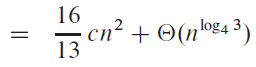 = 16/13 cn² + Θ(n^{log₄ 3})